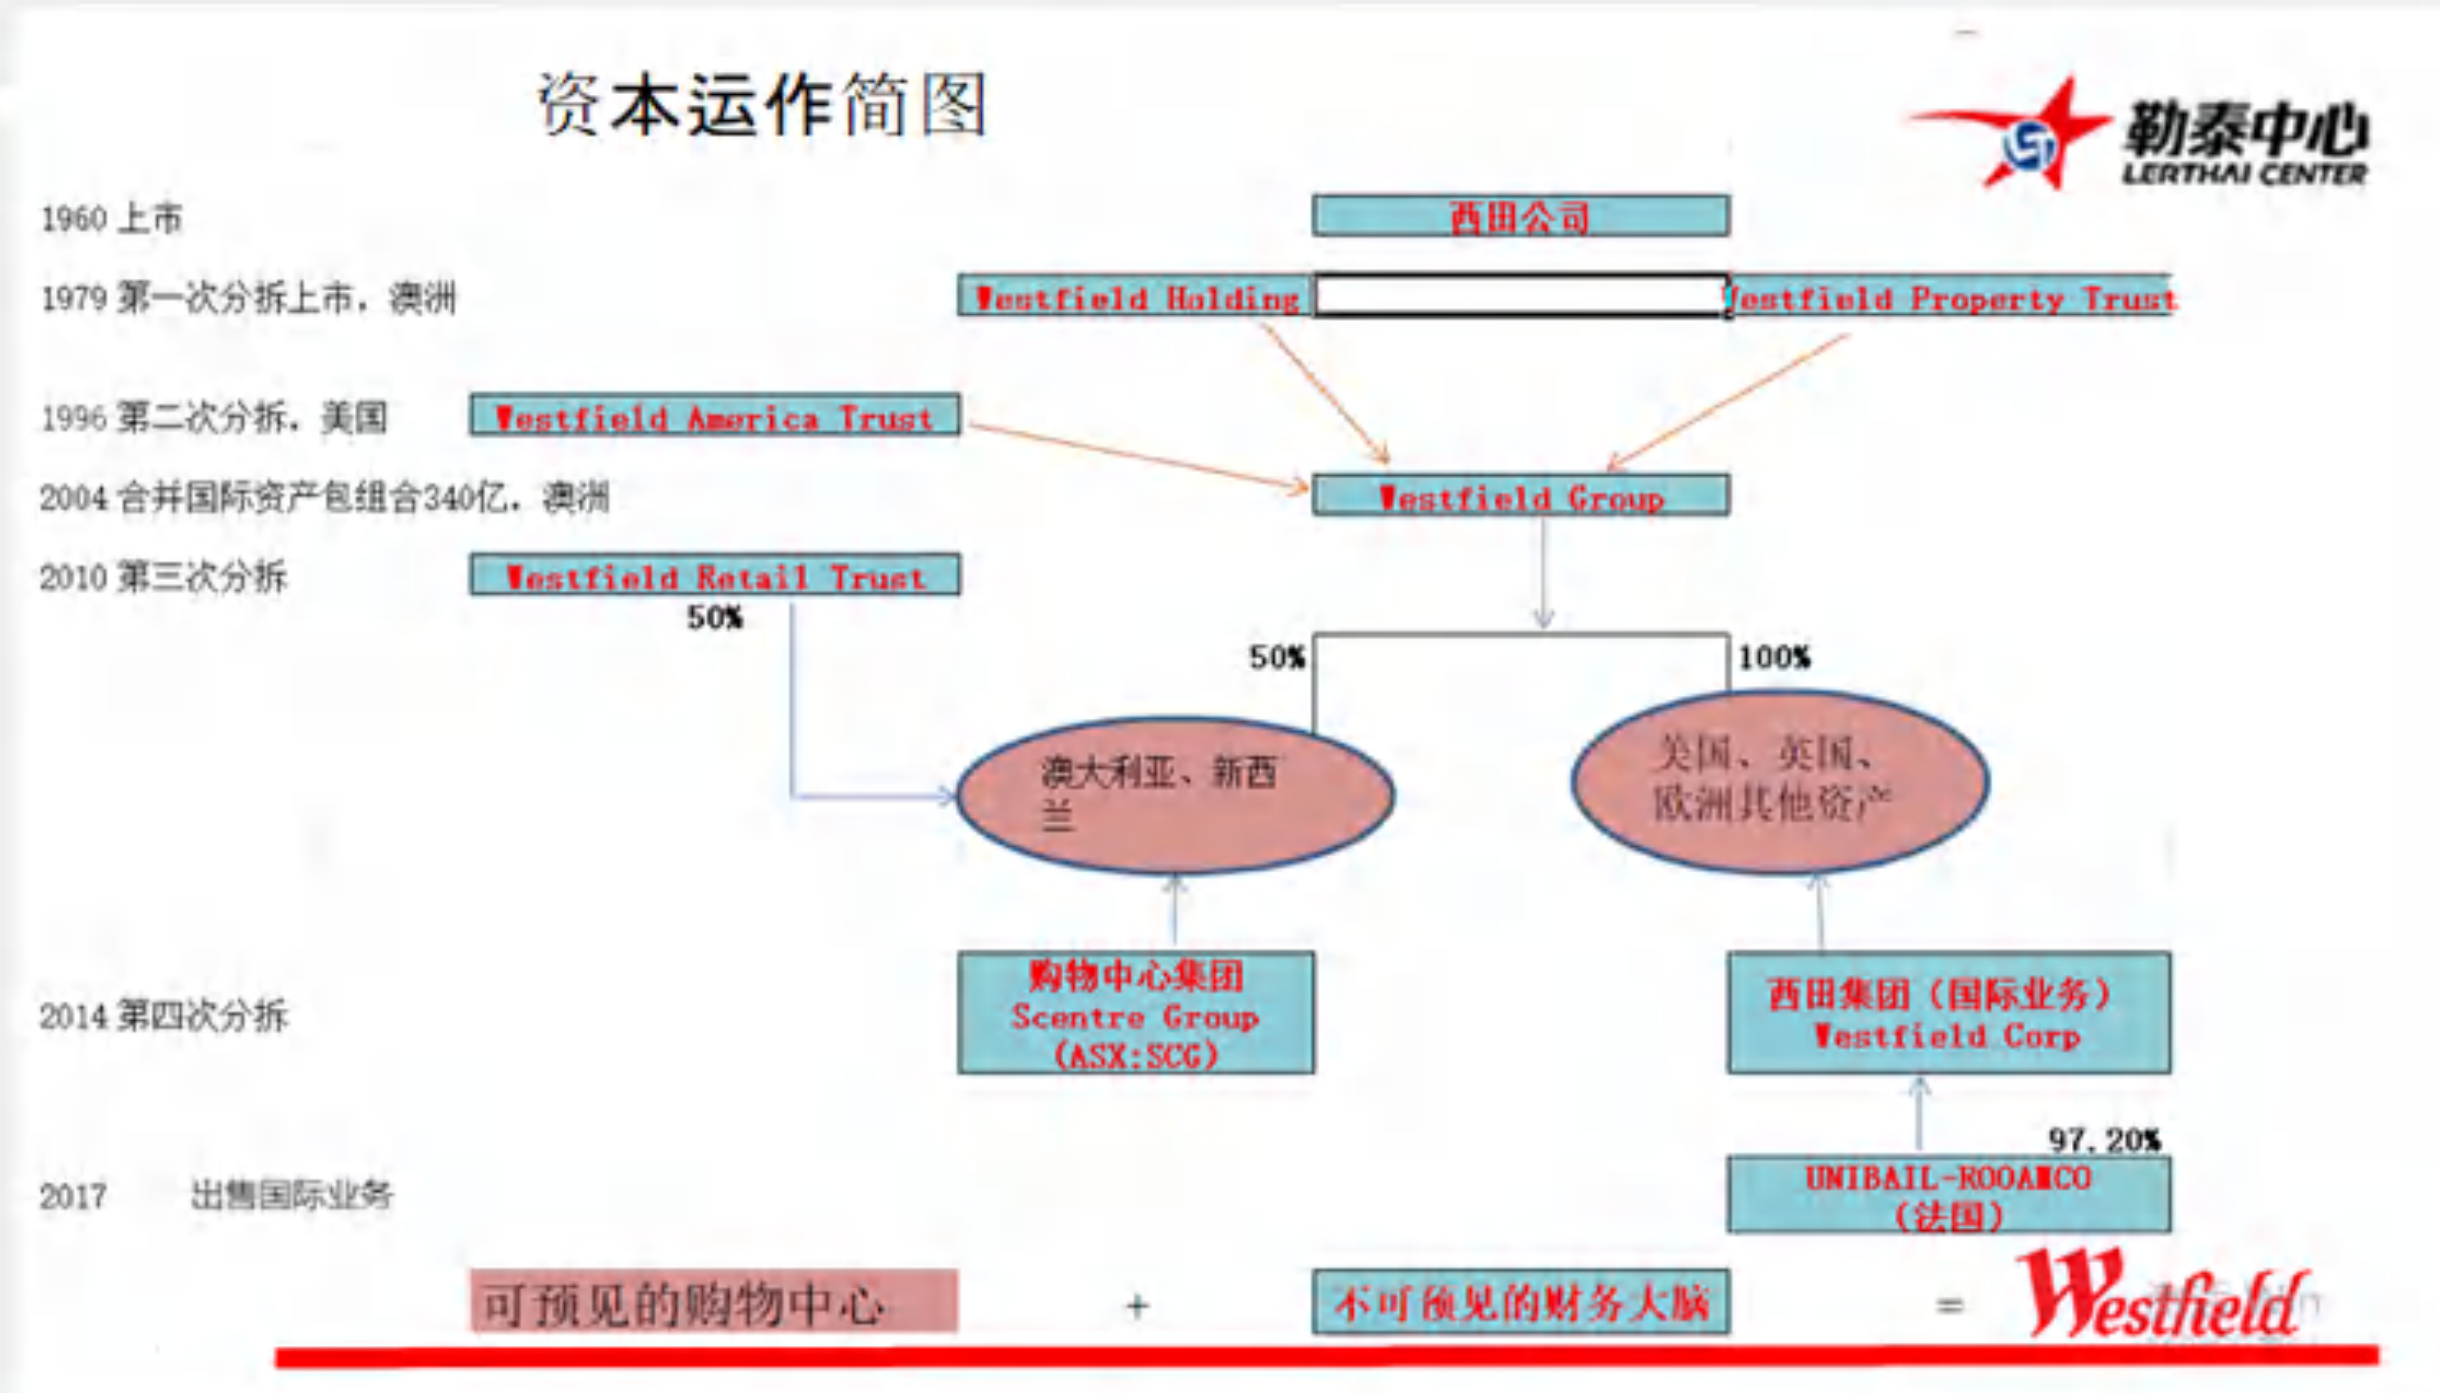 资本运作简图
勒泰中心
LERTHAI CENTER
1960 上市
西田公司
1979 第一次分拆上市，澳洲
Westfield Holding
Westfield Property Trust
1996 第二次分拆，美国
Westfield America Trust
2004 合并国际资产包组合340亿，澳洲
Westfield Group
2010 第三次分拆
Westfield Retail Trust
50%
50%
100%
澳大利亚、新西
兰
美国、英国、
欧洲其他资产
2014 第四次分拆
购物中心集团
Scentre Group
(ASX:SCG)
西田集团（国际业务）
Westfield Corp
97.20%
2017 出售国际业务
UNIBAIL-ROOAMCO
（法国）
可预见的购物中心
+
不可预见的财务大脑
=
Westfield